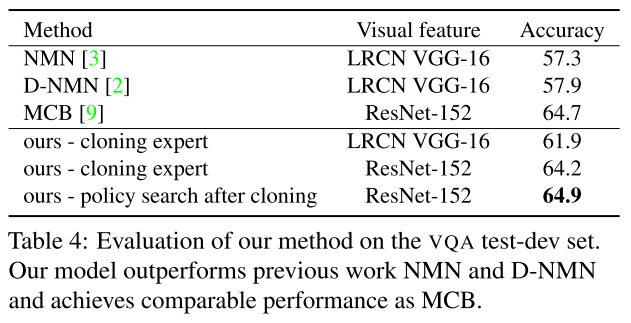 Method Visual feature Accuracy
NMN [3] LRCN VGG-16 57.3
D-NMN [2] LRCN VGG-16 57.9
MCB [9] ResNet-152 64.7
ours - cloning expert LRCN VGG-16 61.9
ours - cloning expert ResNet-152 64.2
ours - policy search after cloning ResNet-152 64.9
Table 4: Evaluation of our method on the VQA test-dev set.
Our model outperforms previous work NMN and D-NMN
and achieves comparable performance as MCB.